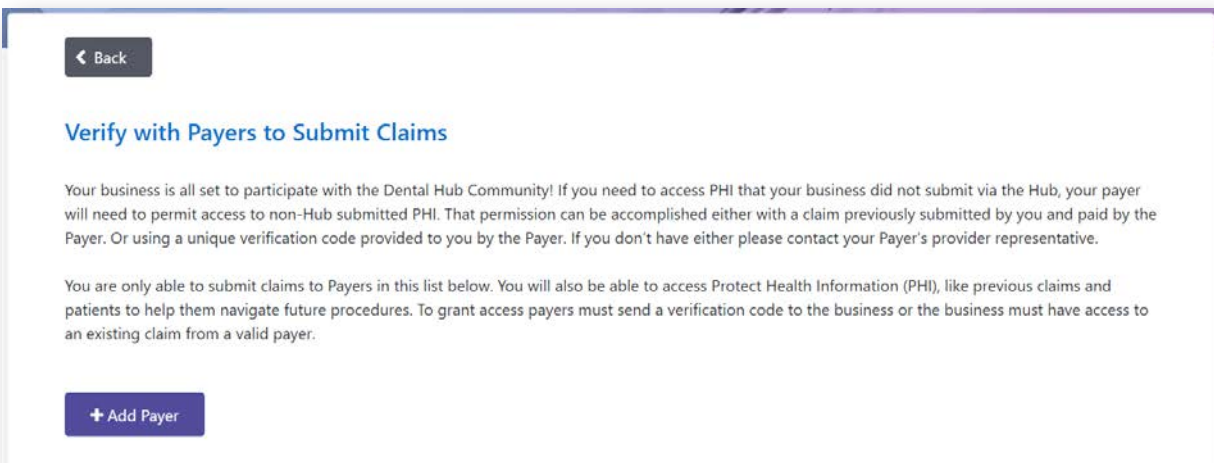 Back
Verify with Payers to Submit Claims
Your business is all set to participate with the Dental Hub Community! If you need to access PHI that your business did not submit via the Hub, your payer
will need to permit access to non-Hub submitted PHI. That permission can be accomplished either with a claim previously submitted by you and paid by the
Payer. Or using a unique verification code provided to you by the Payer. If you don't have either please contact your Payer's provider representative.
You are only able to submit claims to Payers in this list below. You will also be able to access Protect Health Information (PHI), like previous claims and
patients to help them navigate future procedures. To grant access payers must send a verification code to the business or the business must have access to
an existing claim from a valid payer.
+ Add Payer